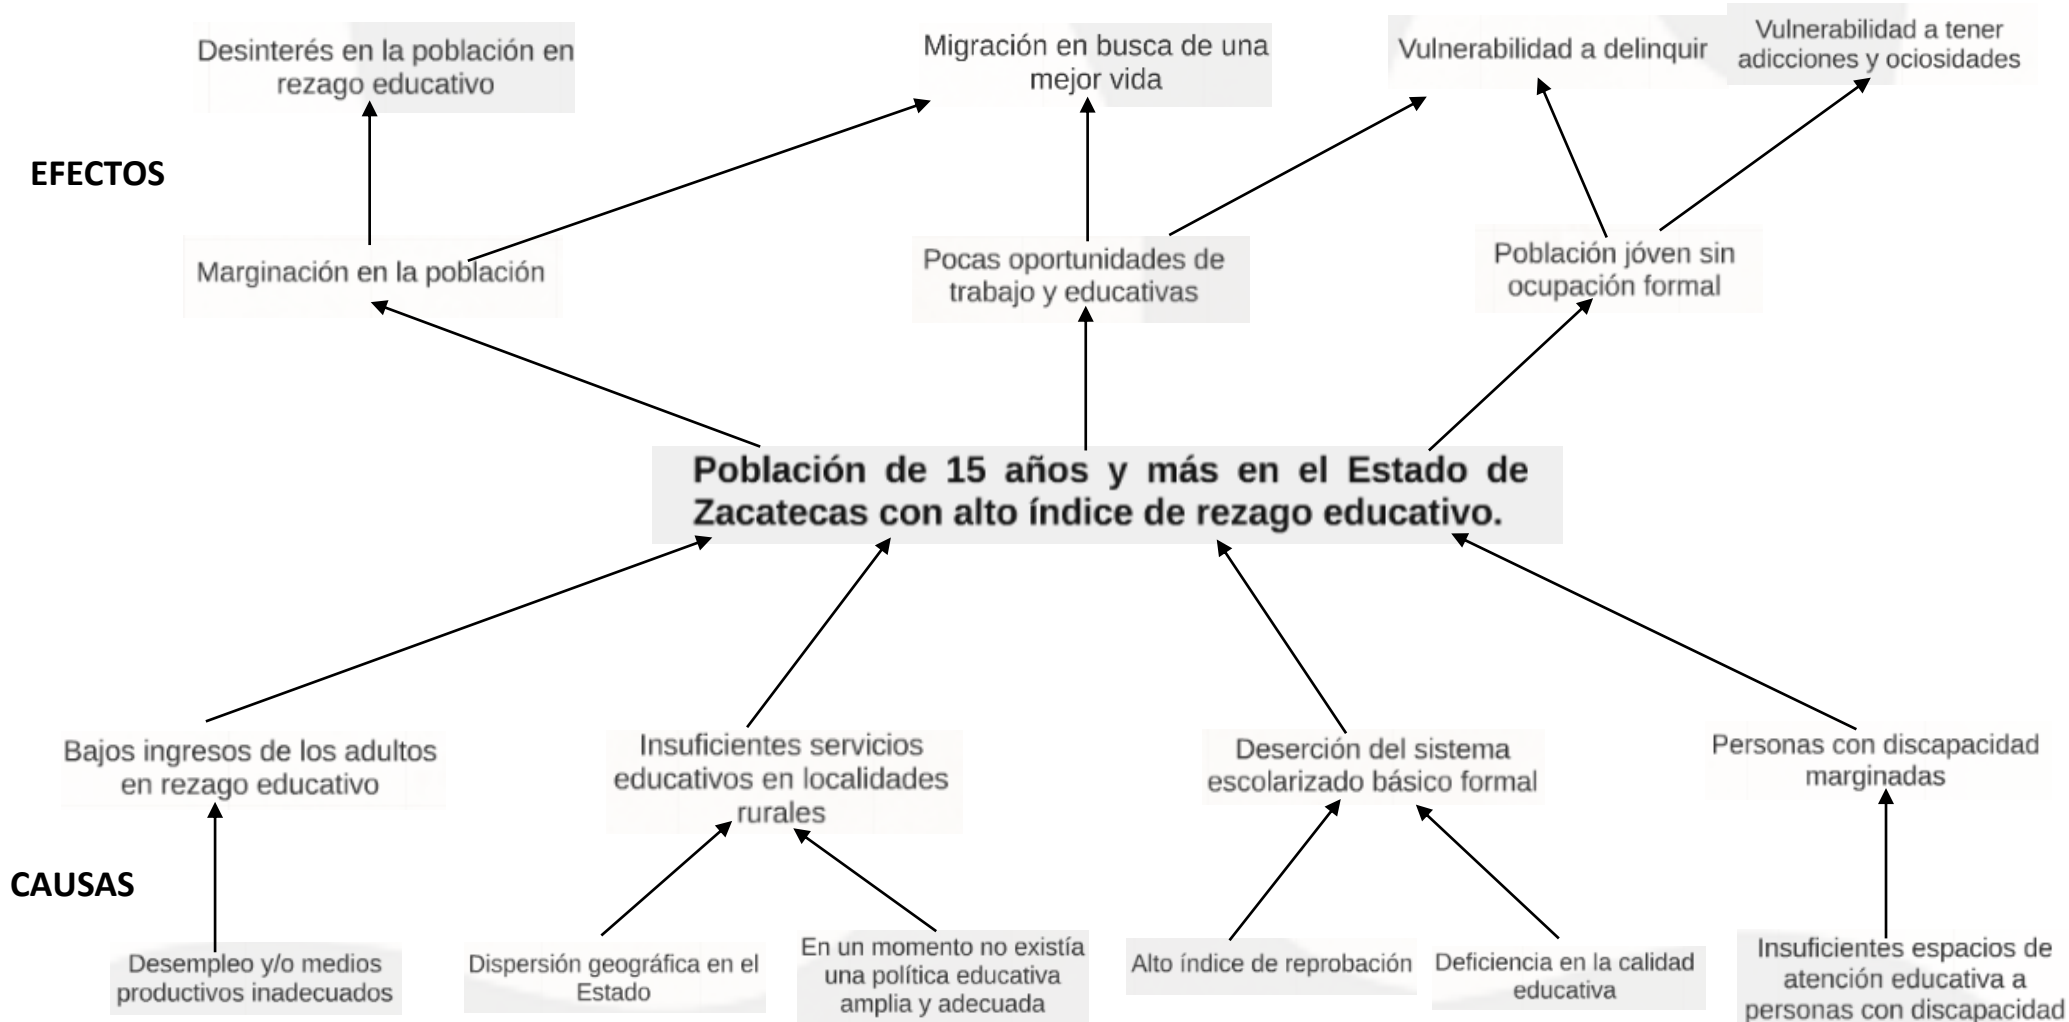 Desinterés en la población en
rezago educativo
Migración en busca de una
mejor vida
Vulnerabilidad a delinquir
Vulnerabilidad a tener
adicciones y ociosidades
EFECTOS
Marginación en la población
Pocas oportunidades de
trabajo y educativas
Población jóven sin
ocupación formal
Población de 15 años y más en el Estado de
Zacatecas con alto índice de rezago educativo.
Bajos ingresos de los adultos
en rezago educativo
Insuficientes servicios
educativos en localidades
rurales
Deserción del sistema
escolarizado básico formal
Personas con discapacidad
marginadas
CAUSAS
Desempleo y/o medios
productivos inadecuados
Dispersión geográfica en el
Estado
En un momento no existía
una política educativa
amplia y adecuada
Alto índice de reprobación
Deficiencia en la calidad
educativa
Insuficientes espacios de
atención educativa a
personas con discapacidad